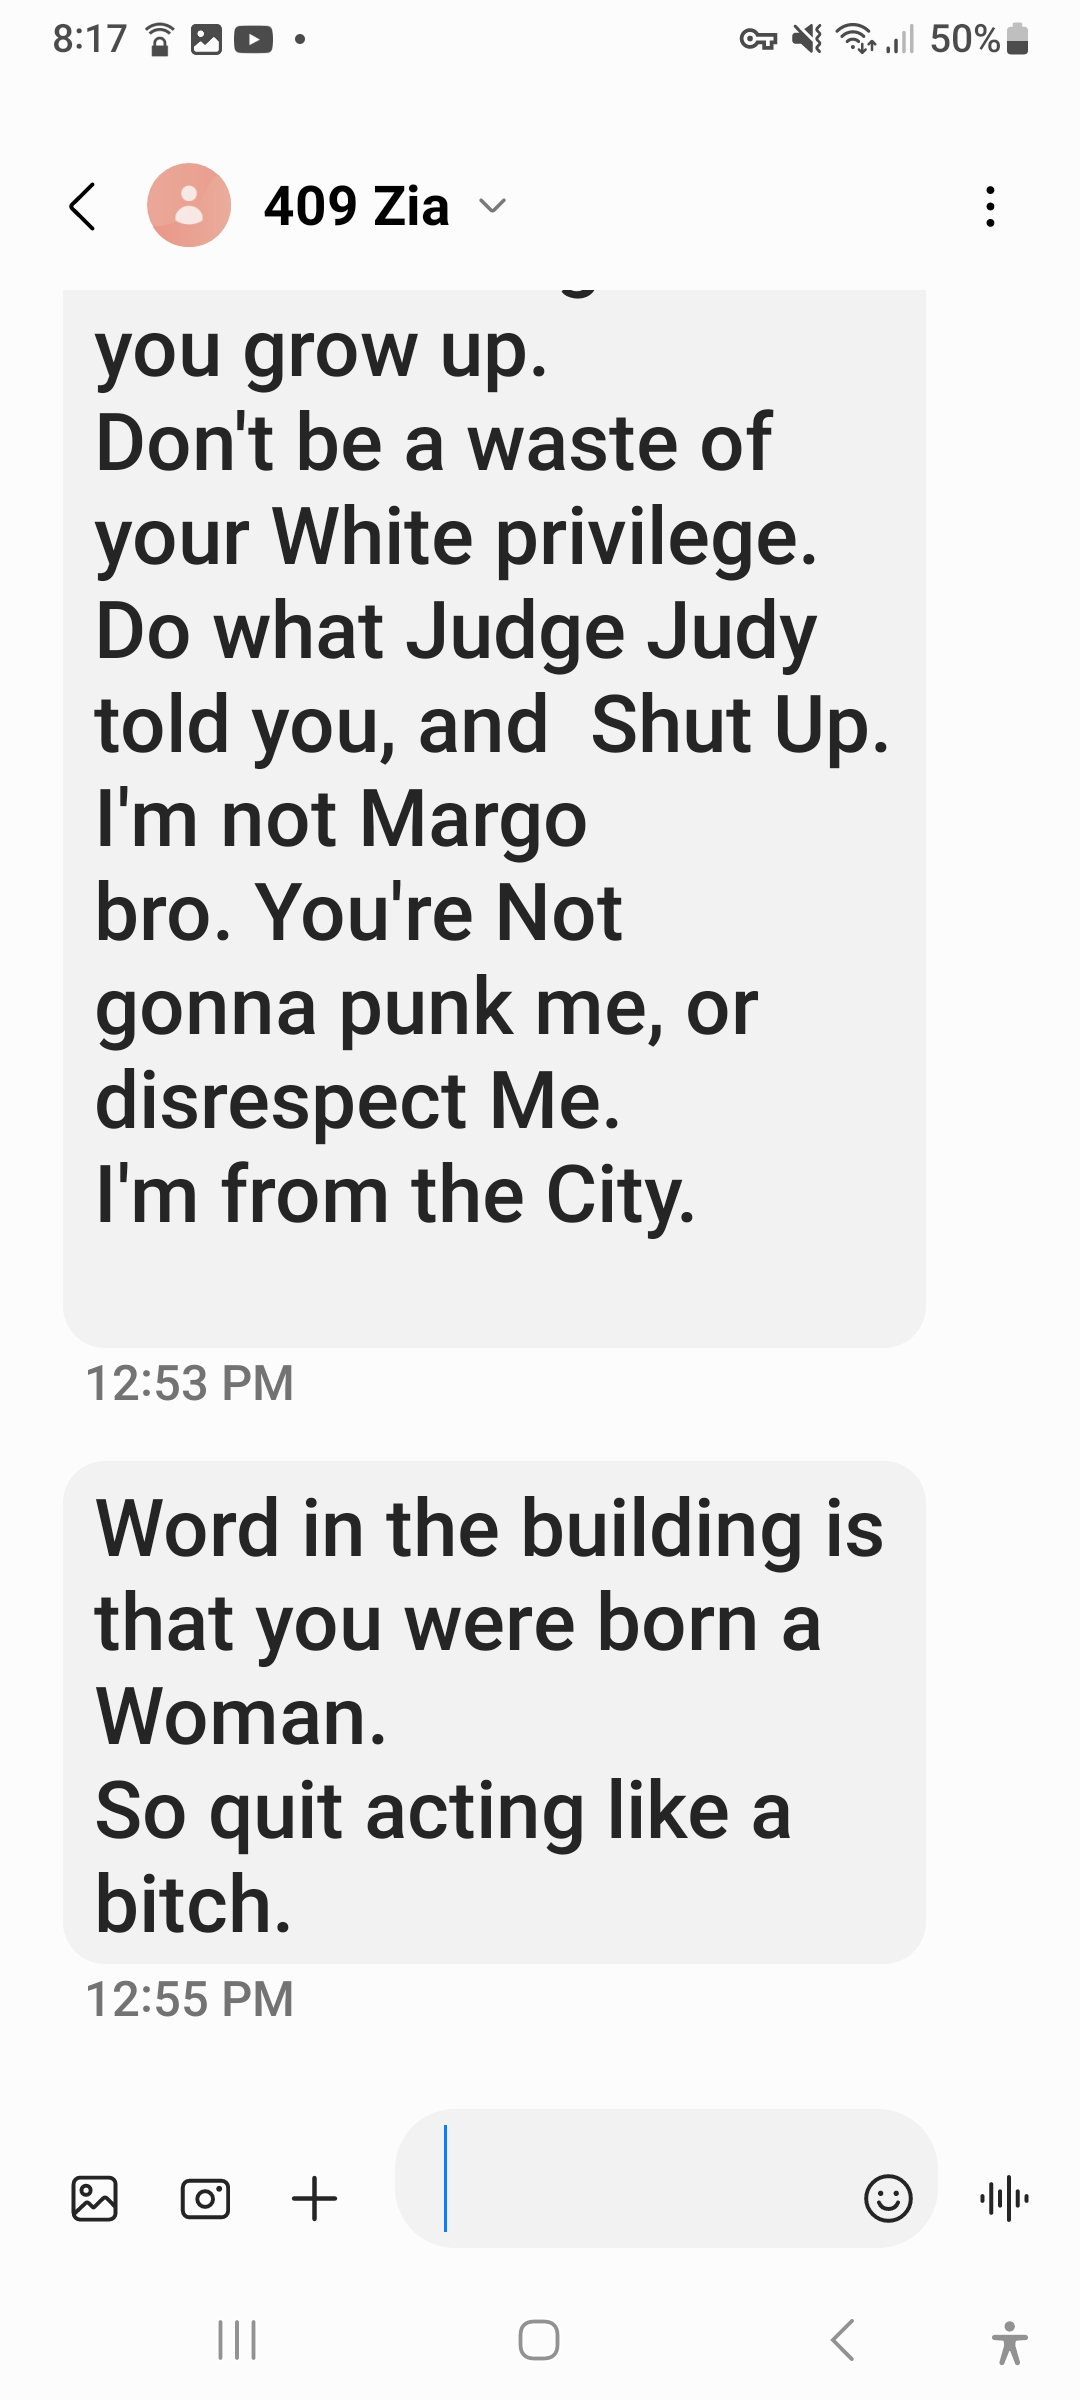 8:17 50%
409 Zia
you grow up.
Don't be a waste of
your White privilege.
Do what Judge Judy
told you, and  Shut Up.
I'm not Margo
bro. You're Not
gonna punk me, or
disrespect Me.
I'm from the City.
12:53 PM
Word in the building is
that you were born a
Woman.
So quit acting like a
bitch.
12:55 PM